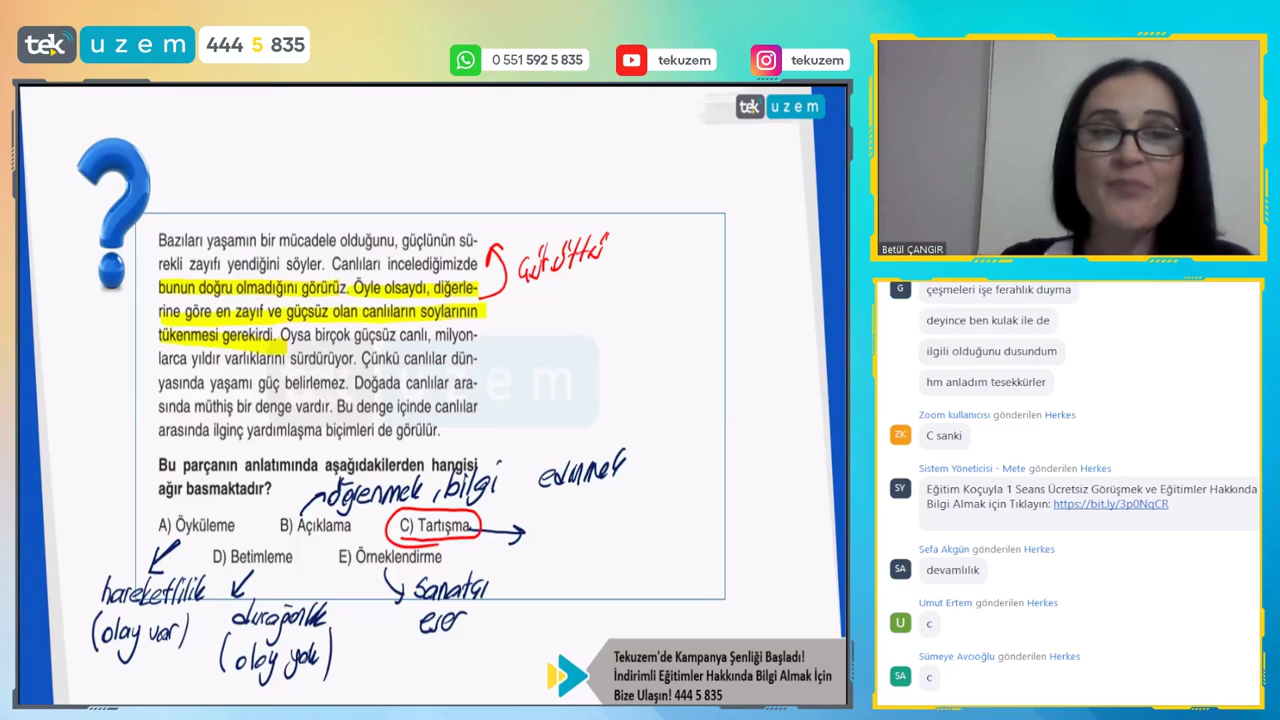 tek
uzem
444 5 835
0 551 592 5 835
tekuzem
tekuzem
tek uzem
Bazıları yaşamın bir mücadele olduğunu, güçlünün sü-
rekli zayıfı yendiğini söyler. Canlıları incelediğimizde
bunun doğru olmadığını görürüz. Öyle olsaydı, diğerle-
rine göre en zayıf ve güçsüz olan canlıların soylarının
tükenmesi gerekirdi. Oysa birçok güçsüz canlı, milyon-
larca yıldır varlıklarını sürdürüyor. Çünkü canlılar dün-
yasında yaşamı güç belirlemez. Doğada canlılar ara-
sında müthiş bir denge vardır. Bu denge içinde canlılar
arasında ilginç yardımlaşma biçimleri de görülür.
Çürüttü
Bu parçanın anlatımında aşağıdakilerden hangisi
ağır basmaktadır?
öğrenmek, bilgi edinmek
A) Öyküleme B) Açıklama C) Tartışma
D) Betimleme E) Örneklendirme
hareketlilik
(olay var)
durağanlık
(olay yok)
sanatçı
eser
Tekuzem'de Kampanya Şenliği Başladı!
İndirimli Eğitimler Hakkında Bilgi Almak İçin
Bize Ulaşın! 444 5 835
Betül ÇANGIR
G
çeşmeleri işe ferahlık duyma
deyince ben kulak ile de
ilgili olduğunu dusundum
hm anladım tesekkürler
Zoom kullanıcısı gönderilen Herkes
ZK
C sanki
Sistem Yöneticisi - Mete gönderilen Herkes
SY
Eğitim Koçuyla 1 Seans Ücretsiz Görüşmek ve Eğitimler Hakkında
Bilgi Almak için Tıklayın: https://bit.ly/3p0NqCR
Sefa Akgün gönderilen Herkes
SA
devamlılık
Umut Ertem gönderilen Herkes
U
c
Sümeye Avcıoğlu gönderilen Herkes
SA
c